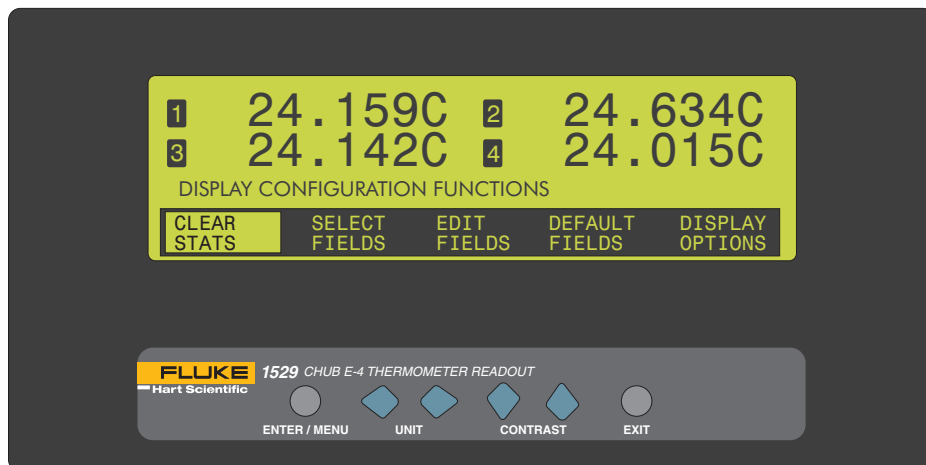 1 24.159C 2 24.634C
3 24.142C 4 24.015C
DISPLAY CONFIGURATION FUNCTIONS
CLEAR SELECT EDIT DEFAULT DISPLAY
STATS FIELDS FIELDS FIELDS OPTIONS
FLUKE 1529 CHUB E-4 THERMOMETER READOUT
Hart Scientific
ENTER / MENU UNIT CONTRAST EXIT